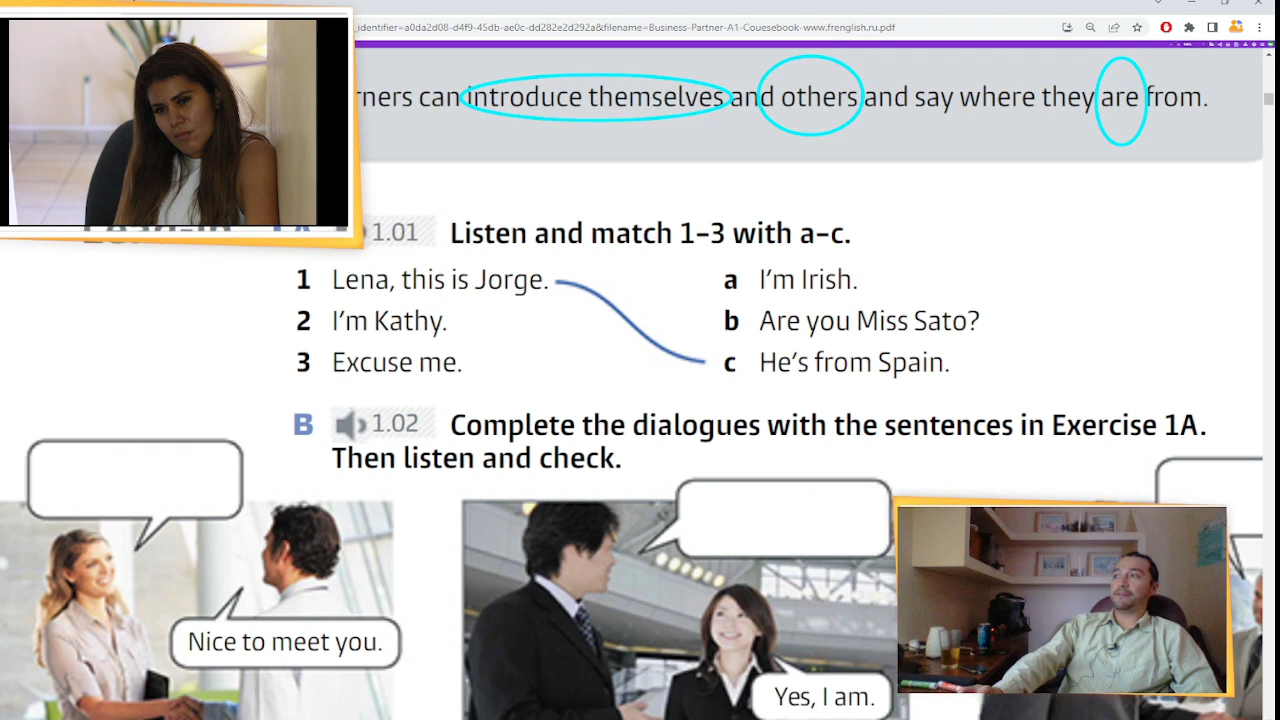 _identifier=a0da2d08-d4f9-45db-ae0c-dd282e2d292a&filename=Business-Partner-A1-Couesebook-www.frenglish.ru.pdf
rners can introduce themselves and others and say where they are from.
1.01 Listen and match 1–3 with a–c.
1 Lena, this is Jorge.
a I'm Irish.
2 I'm Kathy.
b Are you Miss Sato?
3 Excuse me.
c He's from Spain.
B 1.02 Complete the dialogues with the sentences in Exercise 1A.
Then listen and check.
Nice to meet you.
Yes, I am.